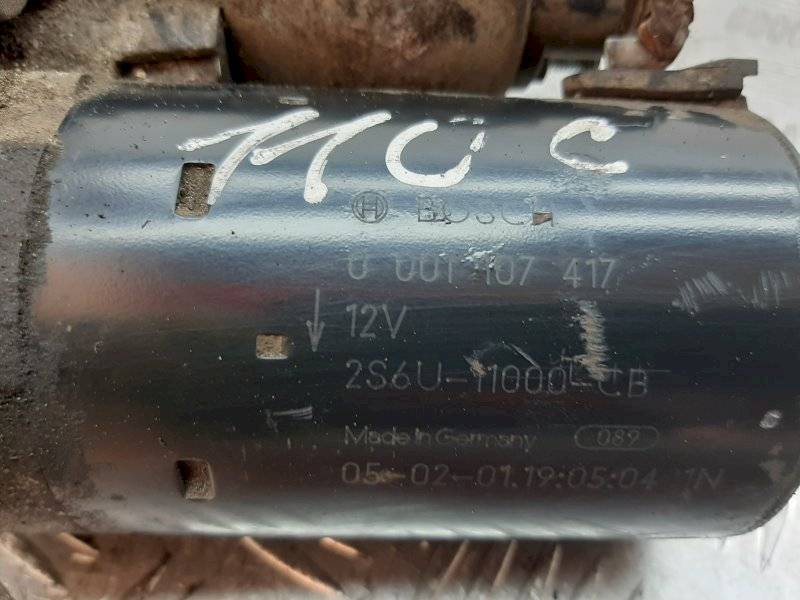 MOC
BOSCH
0 001 107 417
12V
2S6U-11000-CB
Made in Germany 089
05-02-01.19:05:04 1N